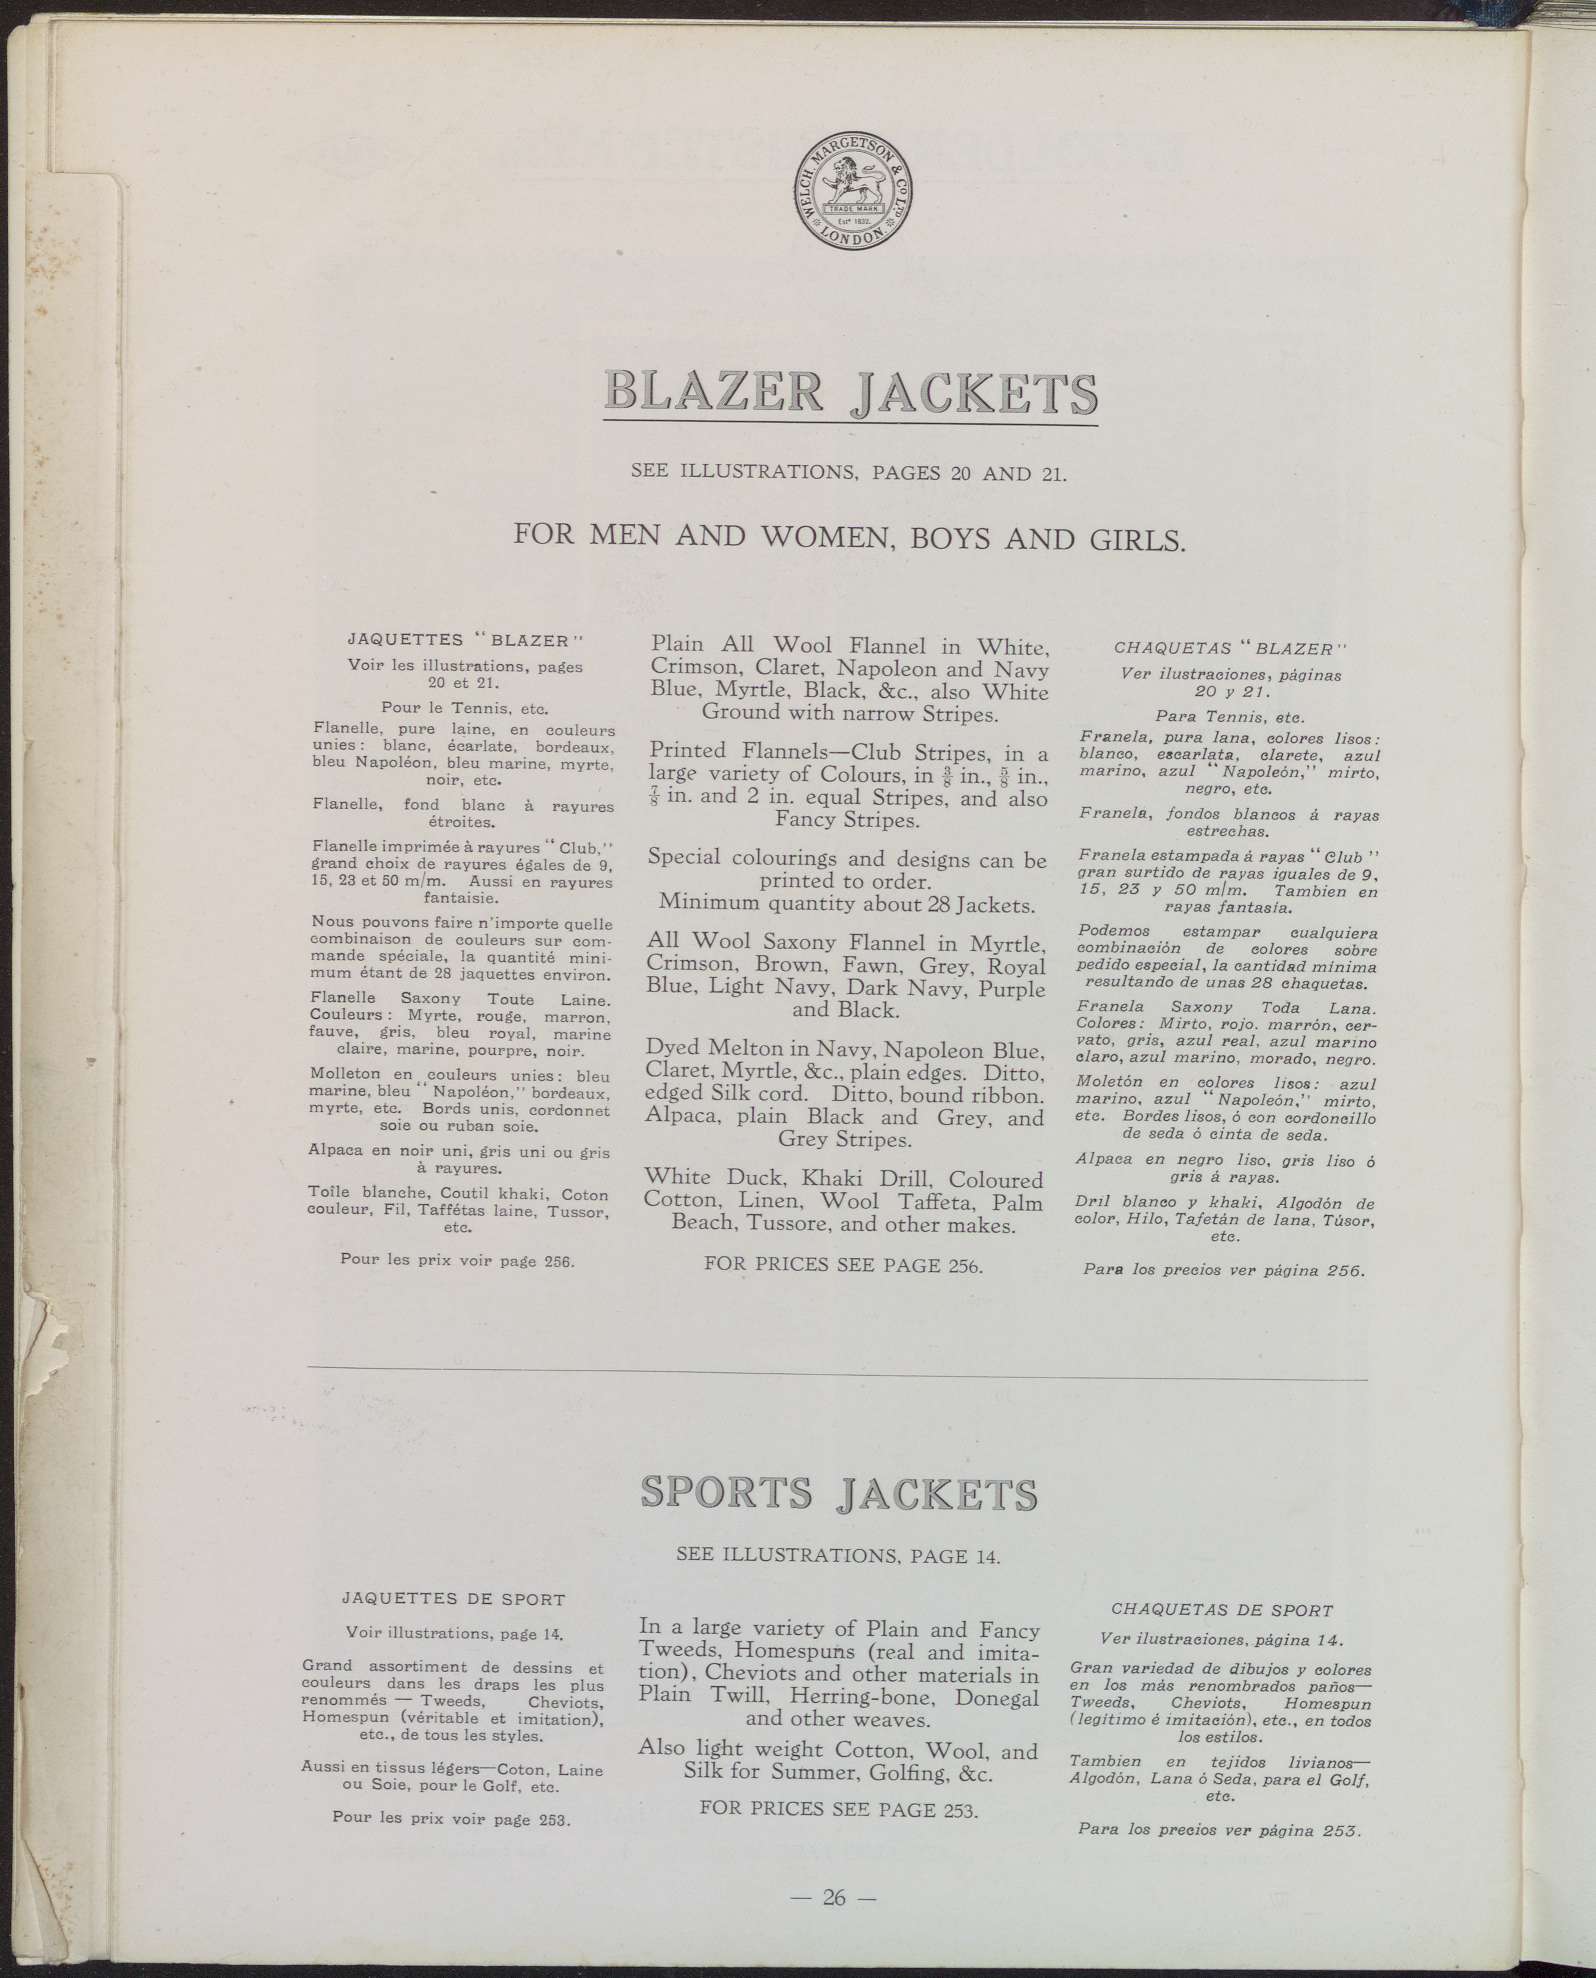 WELCH, MARGETSON & CO LTD
TRADE MARK
Estd 1832.
LONDON.
BLAZER JACKETS
SEE ILLUSTRATIONS, PAGES 20 AND 21.
FOR MEN AND WOMEN, BOYS AND GIRLS.
JAQUETTES "BLAZER"
Voir les illustrations, pages
20 et 21.
Pour le Tennis, etc.
Flanelle, pure laine, en couleurs
unies: blanc, écarlate, bordeaux,
bleu Napoléon, bleu marine, myrte,
noir, etc.
Flanelle, fond blanc à rayures
étroites.
Flanelle imprimée à rayures "Club,"
grand choix de rayures égales de 9,
15, 23 et 50 m/m. Aussi en rayures
fantaisie.
Nous pouvons faire n'importe quelle
combinaison de couleurs sur com-
mande spéciale, la quantité mini-
mum étant de 28 jaquettes environ.
Flanelle Saxony Toute Laine.
Couleurs: Myrte, rouge, marron,
fauve, gris, bleu royal, marine
claire, marine, pourpre, noir.
Molleton en couleurs unies: bleu
marine, bleu "Napoléon," bordeaux,
myrte, etc. Bords unis, cordonnet
soie ou ruban soie.
Alpaca en noir uni, gris uni ou gris
à rayures.
Toîle blanche, Coutil khaki, Coton
couleur, Fil, Taffétas laine, Tussor,
etc.
Pour les prix voir page 256.
Plain All Wool Flannel in White,
Crimson, Claret, Napoleon and Navy
Blue, Myrtle, Black, &c., also White
Ground with narrow Stripes.
Printed Flannels—Club Stripes, in a
large variety of Colours, in ⅜ in., ⅝ in.,
⅞ in. and 2 in. equal Stripes, and also
Fancy Stripes.
Special colourings and designs can be
printed to order.
Minimum quantity about 28 Jackets.
All Wool Saxony Flannel in Myrtle,
Crimson, Brown, Fawn, Grey, Royal
Blue, Light Navy, Dark Navy, Purple
and Black.
Dyed Melton in Navy, Napoleon Blue,
Claret, Myrtle, &c., plain edges. Ditto,
edged Silk cord. Ditto, bound ribbon.
Alpaca, plain Black and Grey, and
Grey Stripes.
White Duck, Khaki Drill, Coloured
Cotton, Linen, Wool Taffeta, Palm
Beach, Tussore, and other makes.
FOR PRICES SEE PAGE 256.
CHAQUETAS "BLAZER"
Ver ilustraciones, páginas
20 y 21.
Para Tennis, etc.
Franela, pura lana, colores lisos:
blanco, escarlata, clarete, azul
marino, azul "Napoleón," mirto,
negro, etc.
Franela, fondos blancos á rayas
estrechas.
Franela estampada á rayas "Club"
gran surtido de rayas iguales de 9,
15, 23 y 50 m/m. Tambien en
rayas fantasía.
Podemos estampar cualquiera
combinación de colores sobre
pedido especial, la cantidad mínima
resultando de unas 28 chaquetas.
Franela Saxony Toda Lana.
Colores: Mirto, rojo. marrón, cer-
vato, gris, azul real, azul marino
claro, azul marino, morado, negro.
Moletón en colores lisos: azul
marino, azul "Napoleón," mirto,
etc. Bordes lisos, ó con cordoncillo
de seda ó cinta de seda.
Alpaca en negro liso, gris liso ó
gris á rayas.
Dril blanco y khaki, Algodón de
color, Hilo, Tafetán de lana, Túsor,
etc.
Para los precios ver página 256.
SPORTS JACKETS
SEE ILLUSTRATIONS, PAGE 14.
JAQUETTES DE SPORT
Voir illustrations, page 14.
Grand assortiment de dessins et
couleurs dans les draps les plus
renommés — Tweeds, Cheviots,
Homespun (véritable et imitation),
etc., de tous les styles.
Aussi en tissus légers—Coton, Laine
ou Soie, pour le Golf, etc.
Pour les prix voir page 253.
In a large variety of Plain and Fancy
Tweeds, Homespuns (real and imita-
tion), Cheviots and other materials in
Plain Twill, Herring-bone, Donegal
and other weaves.
Also light weight Cotton, Wool, and
Silk for Summer, Golfing, &c.
FOR PRICES SEE PAGE 253.
CHAQUETAS DE SPORT
Ver ilustraciones, página 14.
Gran variedad de dibujos y colores
en los más renombrados paños—
Tweeds, Cheviots, Homespun
(legítimo é imitación), etc., en todos
los estilos.
Tambien en tejidos livianos—
Algodón, Lana ó Seda, para el Golf,
etc.
Para los precios ver página 253.
— 26 —